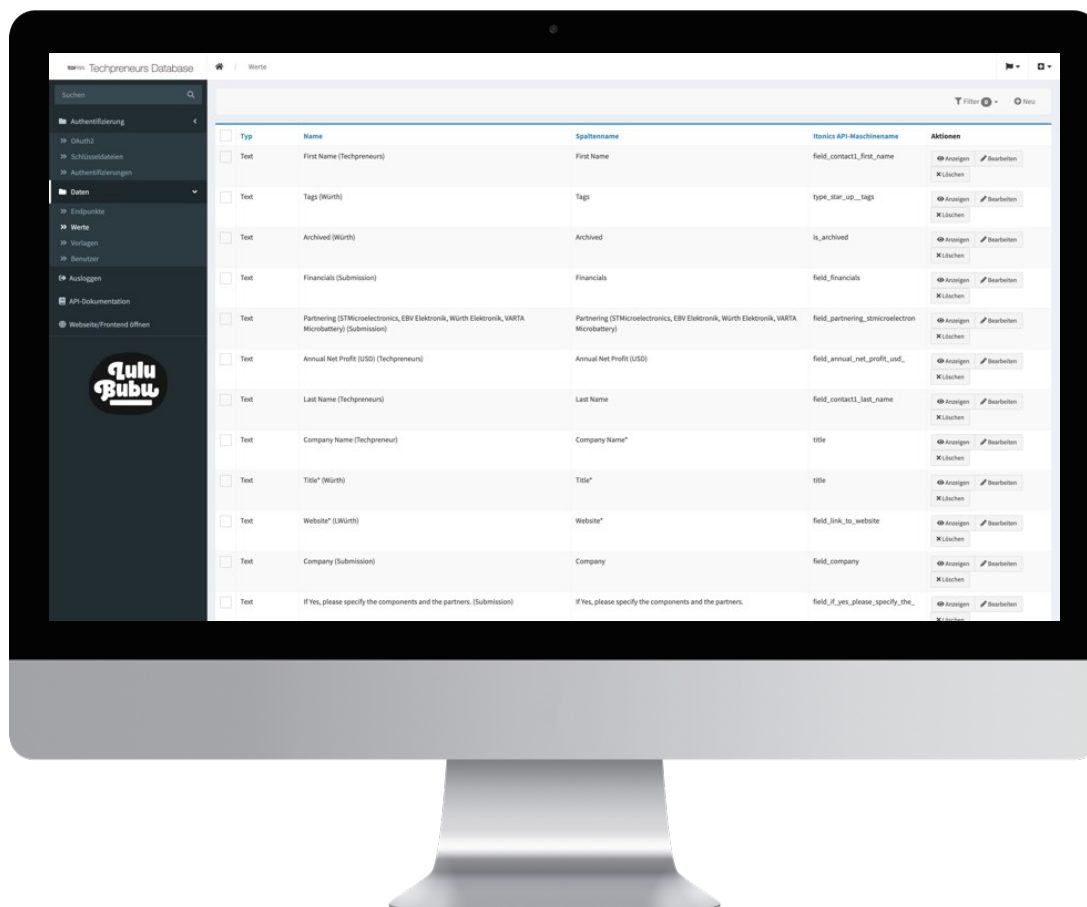 Techpreneurs Database
/ Werte
Suchen
Filter 0
Neu
Authentifizierung
OAuth2
Schlüsseldateien
Authentifizierungen
Daten
Endpunkte
Werte
Vorlagen
Benutzer
Ausloggen
API-Dokumentation
Webseite/Frontend öffnen
Lulu
Bubu
Typ Name Spaltenname Itonics API-Maschinenname Aktionen
Text First Name (Techpreneurs) First Name field_contact1_first_name Anzeigen Bearbeiten
Löschen
Text Tags (Würth) Tags type_star_up__tags Anzeigen Bearbeiten
Löschen
Text Archived (Würth) Archived is_archived Anzeigen Bearbeiten
Löschen
Text Financials (Submission) Financials field_financials Anzeigen Bearbeiten
Löschen
Text Partnering (STMicroelectronics, EBV Elektronik, Würth Elektronik, VARTA Partnering (STMicroelectronics, EBV Elektronik, Würth Elektronik, VARTA field_partnering_stmicroelectron Anzeigen Bearbeiten
Microbattery) (Submission) Microbattery) Löschen
Text Annual Net Profit (USD) (Techpreneurs) Annual Net Profit (USD) field_annual_net_profit_usd_ Anzeigen Bearbeiten
Löschen
Text Last Name (Techpreneurs) Last Name field_contact1_last_name Anzeigen Bearbeiten
Löschen
Text Company Name (Techpreneur) Company Name* title Anzeigen Bearbeiten
Löschen
Text Title* (Würth) Title* title Anzeigen Bearbeiten
Löschen
Text Website* (LWürth) Website* field_link_to_website Anzeigen Bearbeiten
Löschen
Text Company (Submission) Company field_company Anzeigen Bearbeiten
Löschen
Text If Yes, please specify the components and the partners. (Submission) If Yes, please specify the components and the partners. field_if_yes_please_specify_the_ Anzeigen Bearbeiten
Löschen